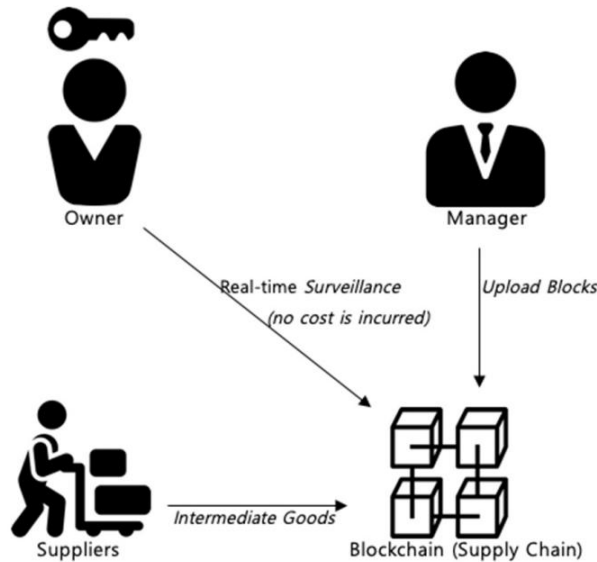 Owner
Manager
Real-time Surveillance
(no cost is incurred)
Upload Blocks
Intermediate Goods
Suppliers
Blockchain (Supply Chain)